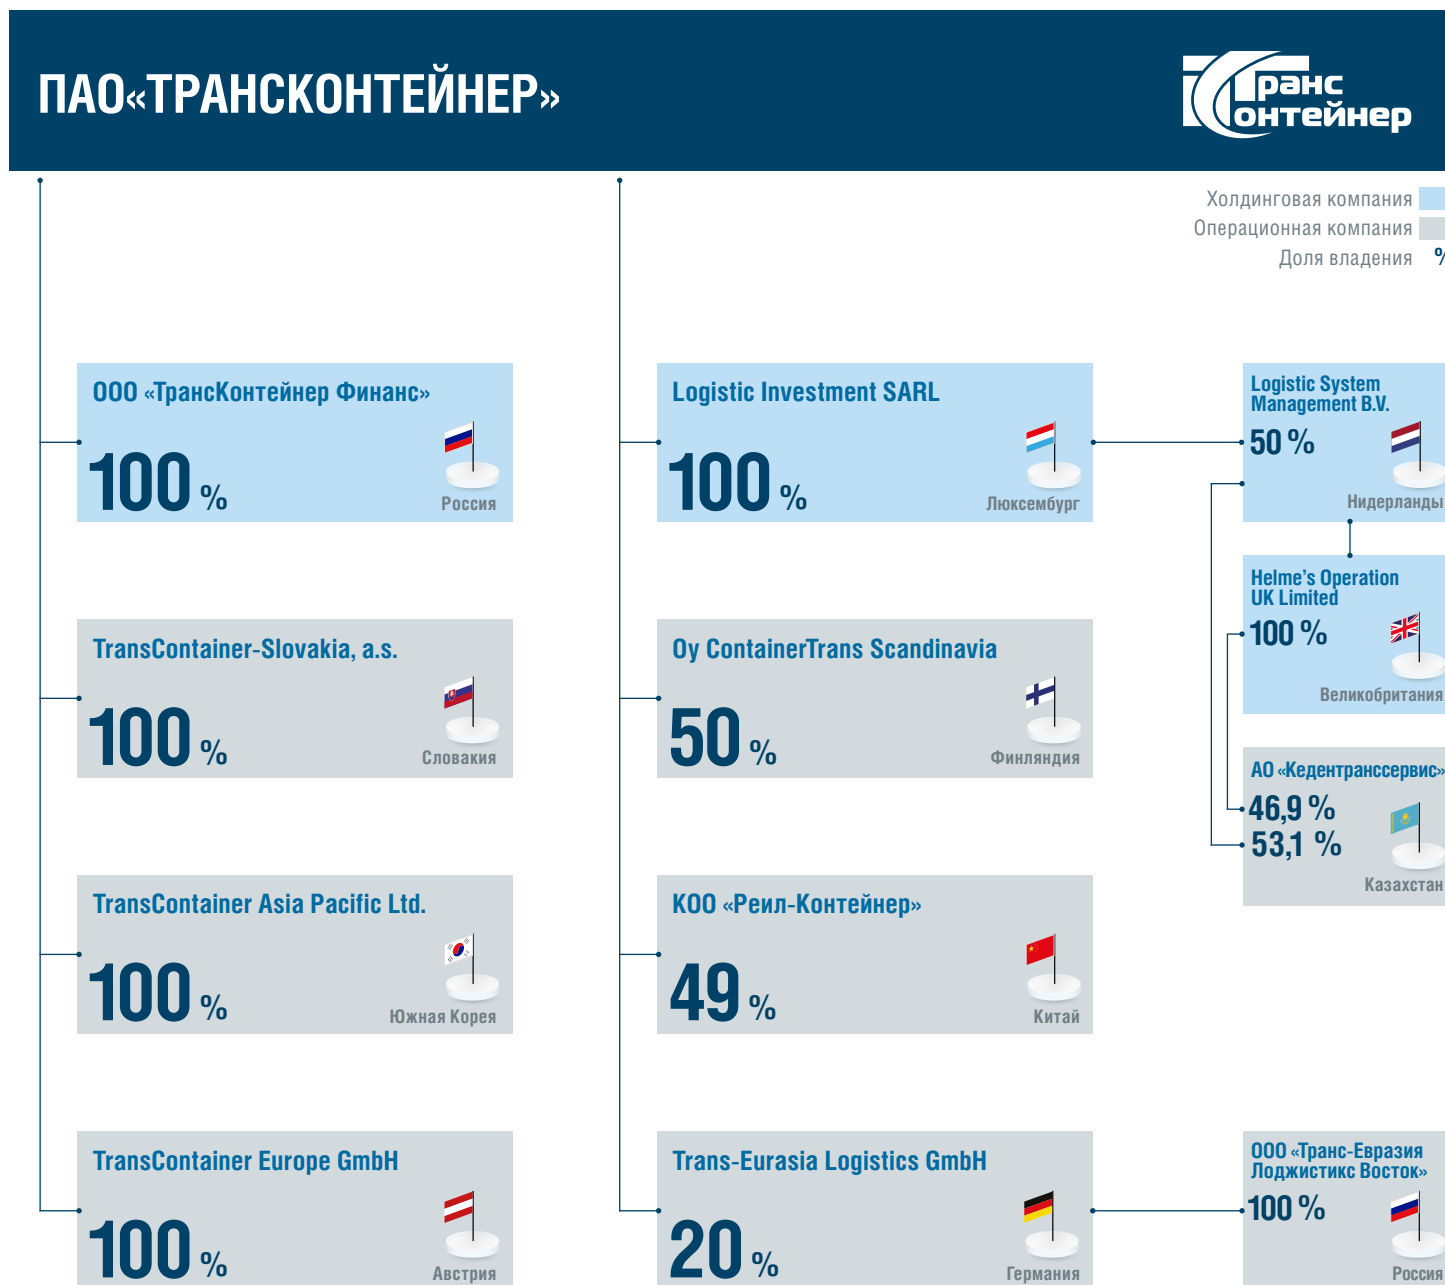 ПАО«ТРАНСКОНТЕЙНЕР»
Транс
Контейнер
Холдинговая компания
Операционная компания
Доля владения %
ООО «ТрансКонтейнер Финанс»
100 %
Россия
TransContainer-Slovakia, a.s.
100 %
Словакия
TransContainer Asia Pacific Ltd.
100 %
Южная Корея
TransContainer Europe GmbH
100 %
Австрия
Logistic Investment SARL
100 %
Люксембург
Oy ContainerTrans Scandinavia
50 %
Финляндия
КОО «Реил-Контейнер»
49 %
Китай
Trans-Eurasia Logistics GmbH
20 %
Германия
Logistic System
Management B.V.
50 %
Нидерланды
Helme’s Operation
UK Limited
100 %
Великобритания
АО «Кедентранссервис»
46,9 %
53,1 %
Казахстан
ООО «Транс-Евразия
Лоджистикс Восток»
100 %
Россия